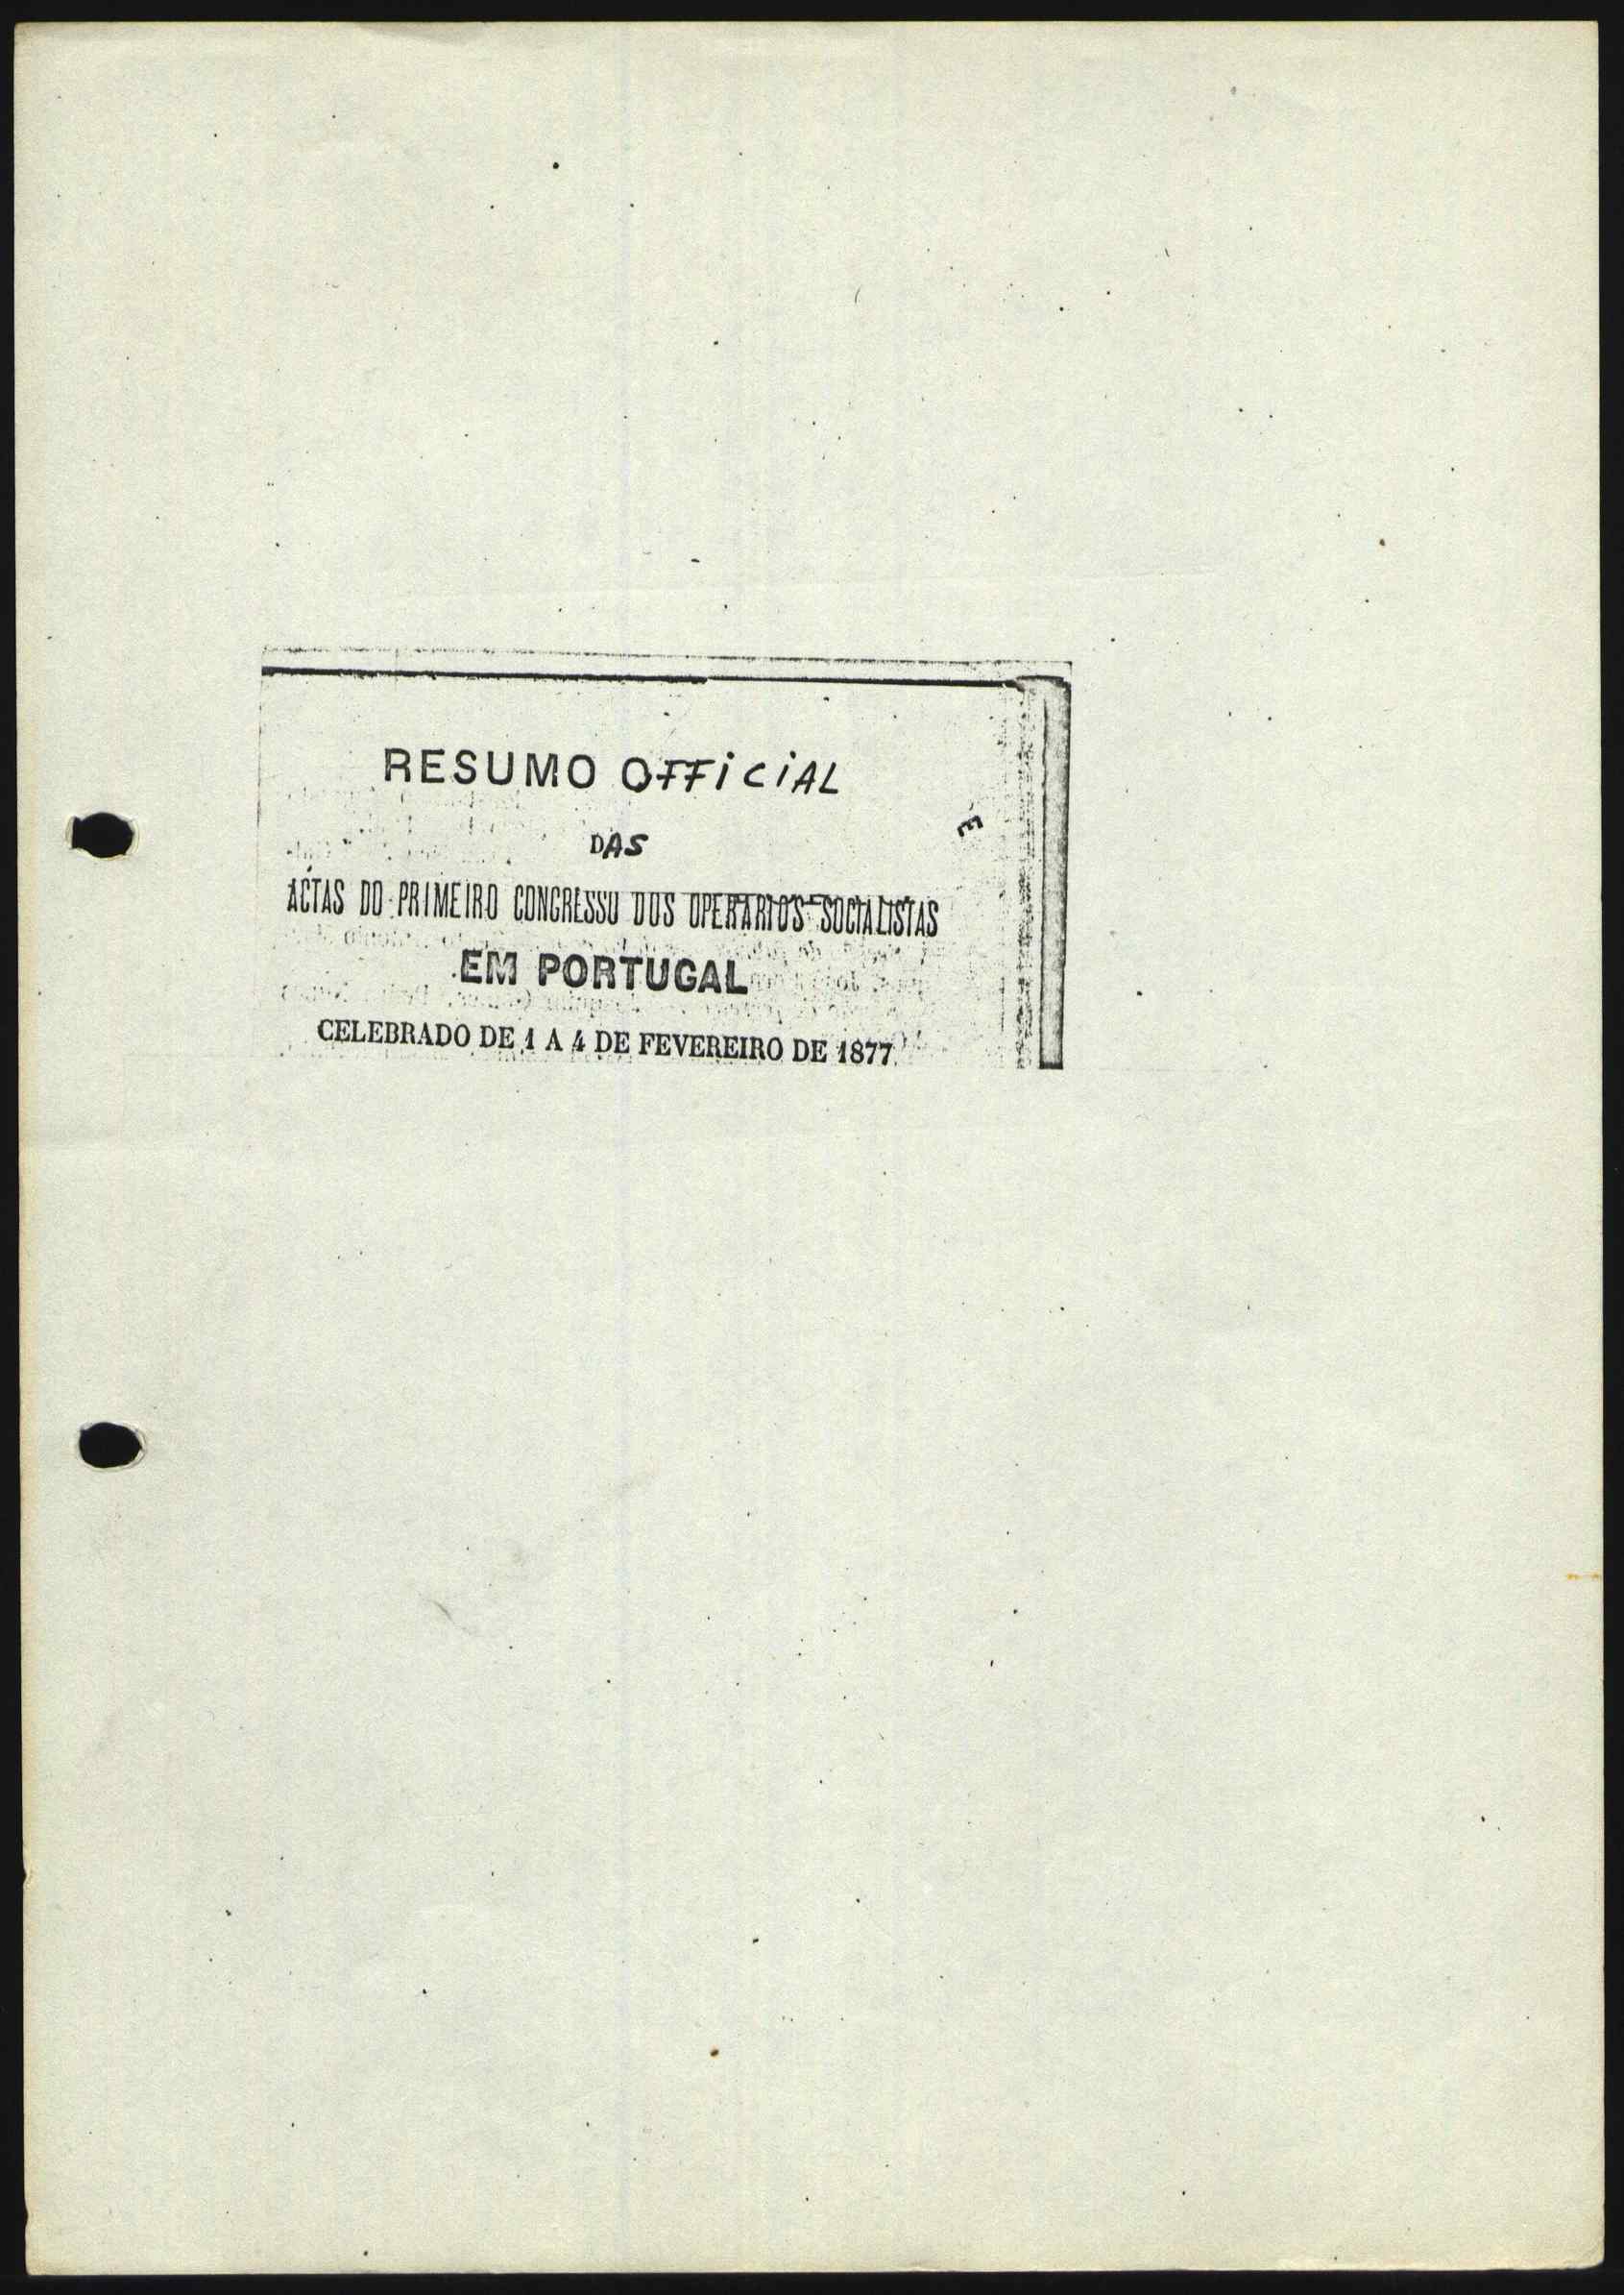 RESUMO OFFICIAL
DAS
ACTAS DO PRIMEIRO CONGRESSO DOS OPERARIOS SOCIALISTAS
EM PORTUGAL
CELEBRADO DE 1 A 4 DE FEVEREIRO DE 1877